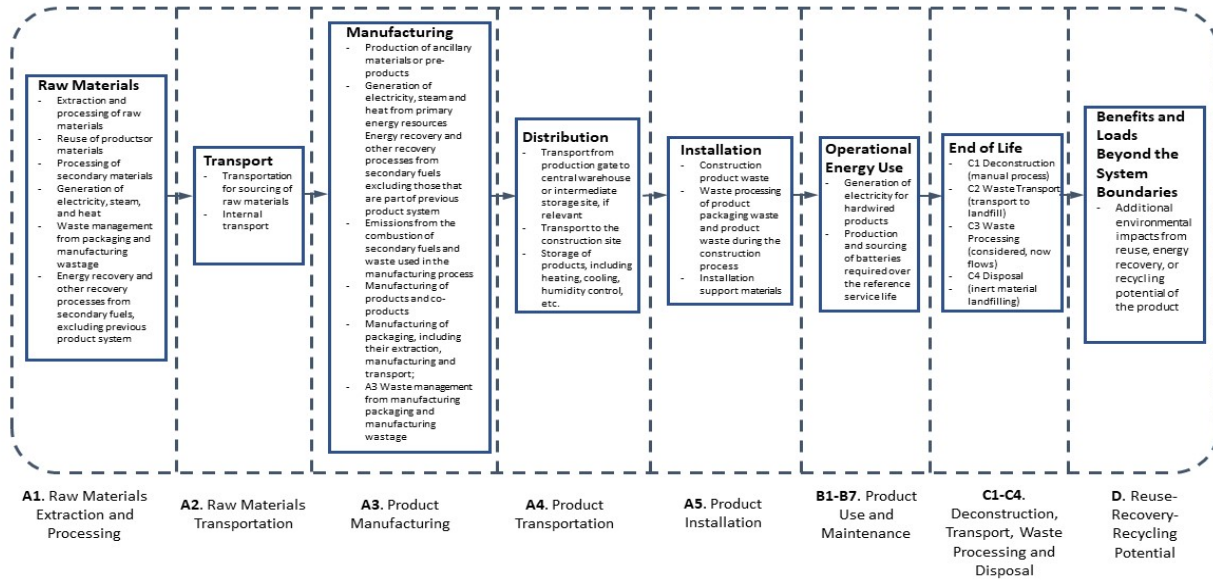 Raw Materials
- Extraction and
processing of raw
materials
- Reuse of productsor
materials
- Processing of
secondary materials
- Generation of
electricity, steam,
and heat
- Waste management
from packaging and
manufacturing
wastage
- Energy recovery and
other recovery
processes from
secondary fuels,
excluding previous
product system
Transport
- Transportation
for sourcing of
raw materials
- Internal
transport
Manufacturing
- Production of ancillary
materials or pre-
products
- Generation of
electricity, steam and
heat from primary
energy resources
Energy recovery and
other recovery
processes from
secondary fuels
excluding those that
are part of previous
product system
- Emissions from the
combustion of
secondary fuels and
waste used in the
manufacturing process
- Manufacturing of
products and co-
products
- Manufacturing of
packaging, including
their extraction,
manufacturing and
transport;
- A3 Waste management
from manufacturing
packaging and
manufacturing
wastage
Distribution
- Transport from
production gate to
central warehouse
or intermediate
storage site, if
relevant
- Transport to the
construction site
- Storage of
products, including
heating, cooling,
humidity control,
etc.
Installation
- Construction
product waste
- Waste processing
of product
packaging waste
and product
waste during the
construction
process
- Installation
support materials
Operational
Energy Use
- Generation of
electricity for
hardwired
products
- Production
and sourcing
of batteries
required over
the reference
service life
End of Life
- C1 Deconstruction
(manual process)
- C2 Waste Transport
(transport to
landfill)
- C3 Waste
Processing
(considered, now
flows)
- C4 Disposal
- (inert material
landfilling)
Benefits and
Loads
Beyond the
System
Boundaries
- Additional
environmental
impacts from
reuse, energy
recovery, or
recycling
potential of
the product
A1. Raw Materials
Extraction and
Processing
A2. Raw Materials
Transportation
A3. Product
Manufacturing
A4. Product
Transportation
A5. Product
Installation
B1-B7. Product
Use and
Maintenance
C1-C4.
Deconstruction,
Transport, Waste
Processing and
Disposal
D. Reuse-
Recovery-
Recycling
Potential